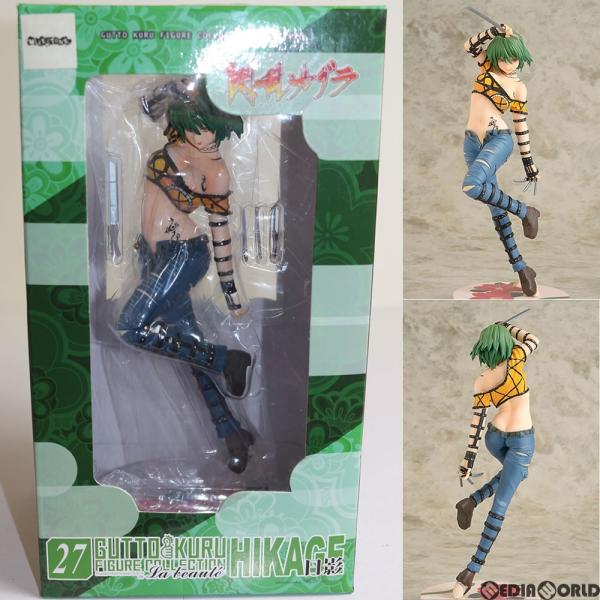 GUTTO KURU FIGURE COLL
閃乱カグラ
27
GUTTO KURU
FIGURE COLLECTION
La beauté
HIKAGE
日影
MEDIAWORLD